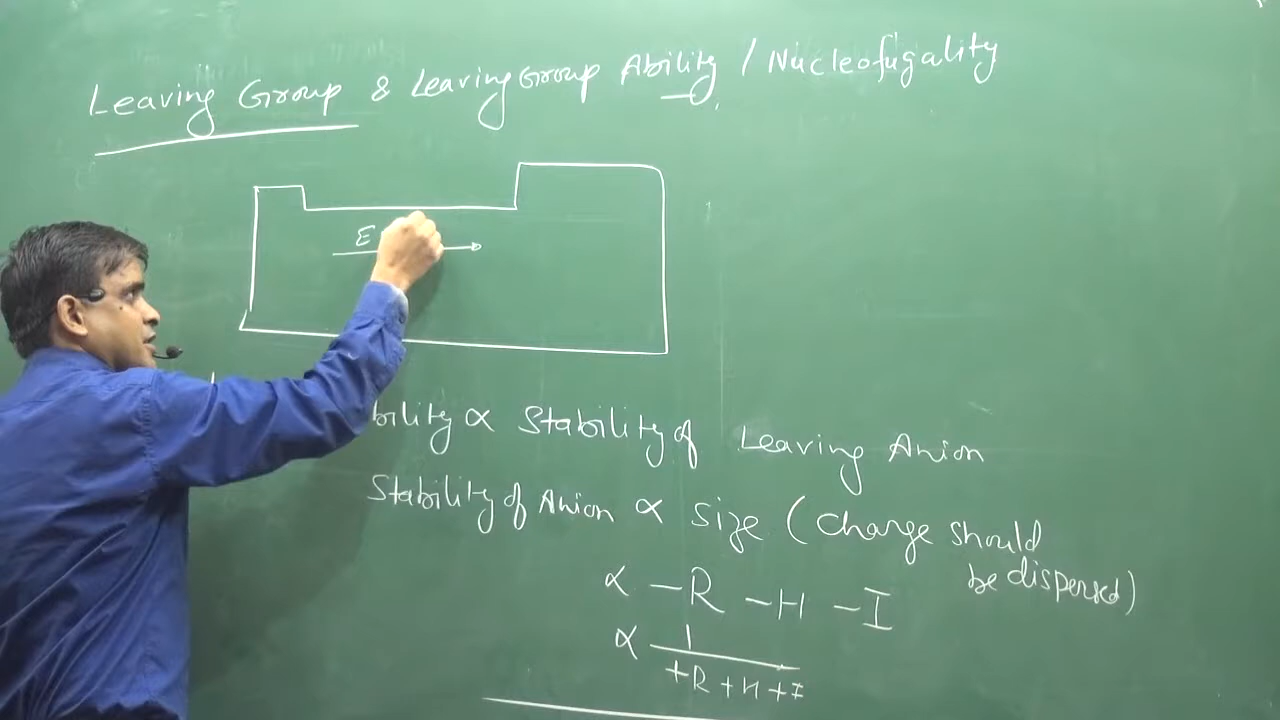 Leaving Group & Leaving Group Ability / Nucleofugality
E
bility ∝ Stability of Leaving Anion
Stability of Anion ∝ Size (Charge should
be dispersed)
∝ -R -H -I
∝ 1
+R +H +I